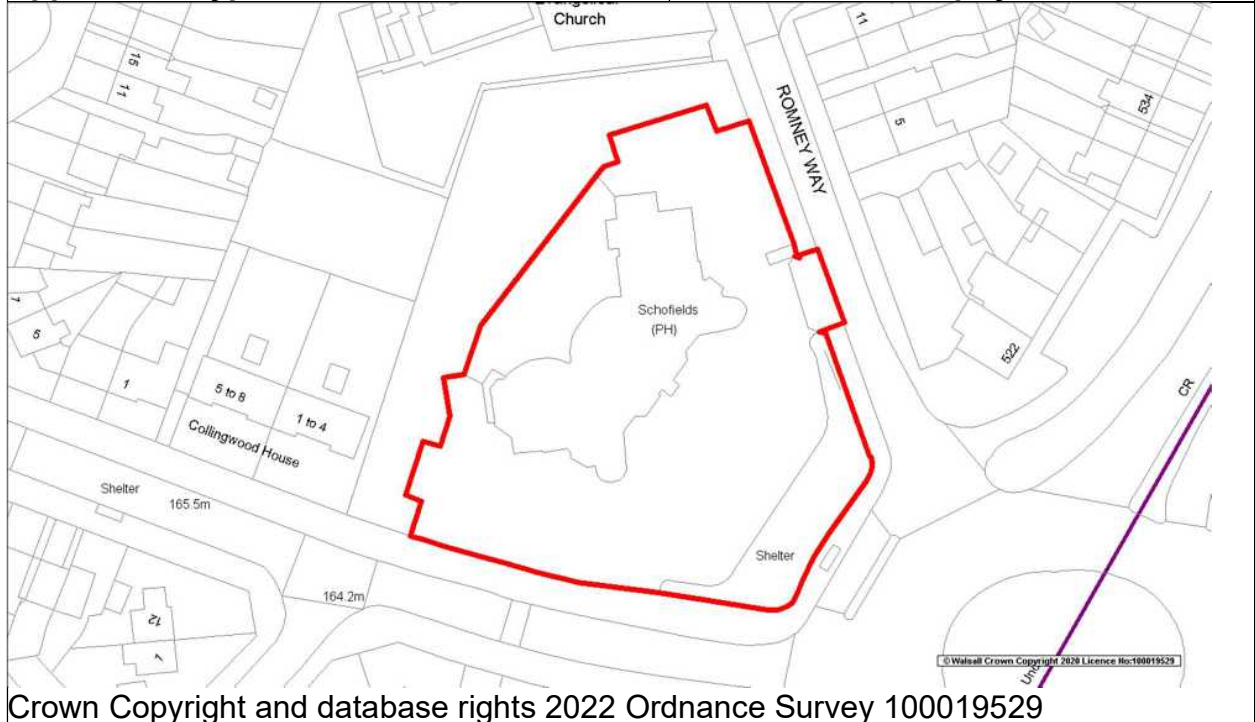 Church
11
15
11
ROMNEY WAY
534
5
Schofields
(PH)
7
5
1
5 to 8
1 to 4
522
CR
Collingwood House
Shelter
165.5m
Shelter
164.2m
12
© Walsall Crown Copyright 2020 Licence No:100019529
Crown Copyright and database rights 2022 Ordnance Survey 100019529